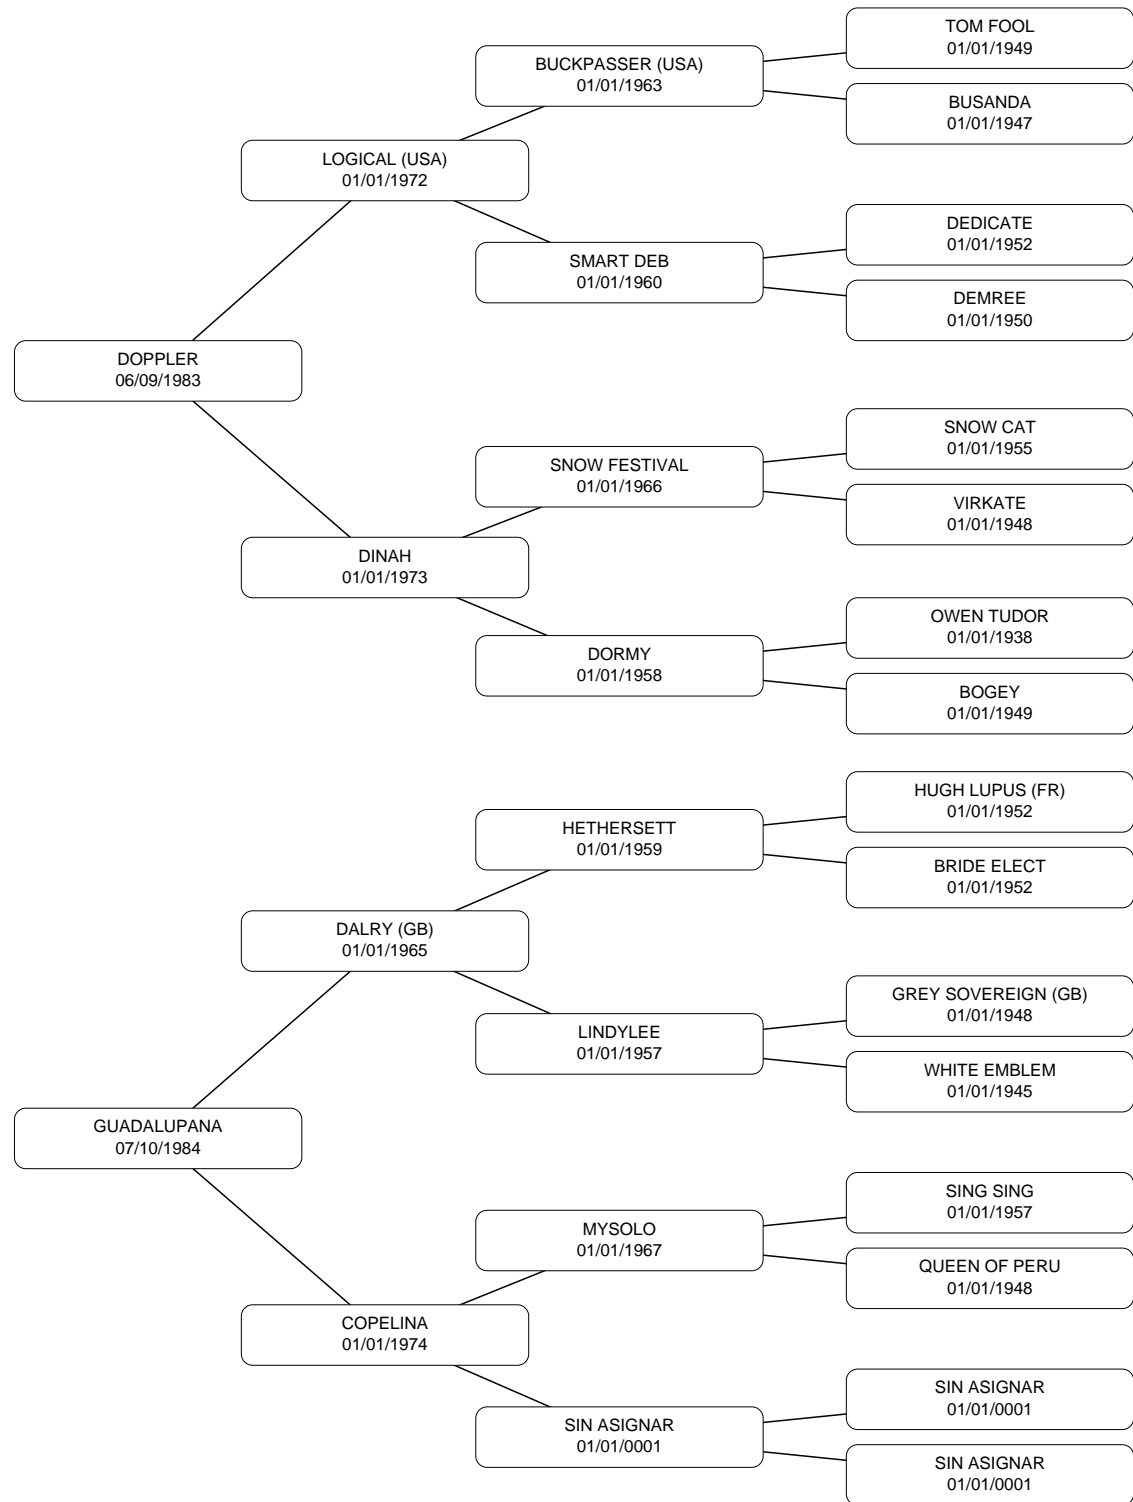 TOM FOOL
01/01/1949
BUCKPASSER (USA)
01/01/1963
BUSANDA
01/01/1947
LOGICAL (USA)
01/01/1972
DEDICATE
01/01/1952
SMART DEB
01/01/1960
DEMREE
01/01/1950
DOPPLER
06/09/1983
SNOW CAT
01/01/1955
SNOW FESTIVAL
01/01/1966
VIRKATE
01/01/1948
DINAH
01/01/1973
OWEN TUDOR
01/01/1938
DORMY
01/01/1958
BOGEY
01/01/1949
HUGH LUPUS (FR)
01/01/1952
HETHERSETT
01/01/1959
BRIDE ELECT
01/01/1952
DALRY (GB)
01/01/1965
GREY SOVEREIGN (GB)
01/01/1948
LINDYLEE
01/01/1957
WHITE EMBLEM
01/01/1945
GUADALUPANA
07/10/1984
SING SING
01/01/1957
MYSOLO
01/01/1967
QUEEN OF PERU
01/01/1948
COPELINA
01/01/1974
SIN ASIGNAR
01/01/0001
SIN ASIGNAR
01/01/0001
SIN ASIGNAR
01/01/0001